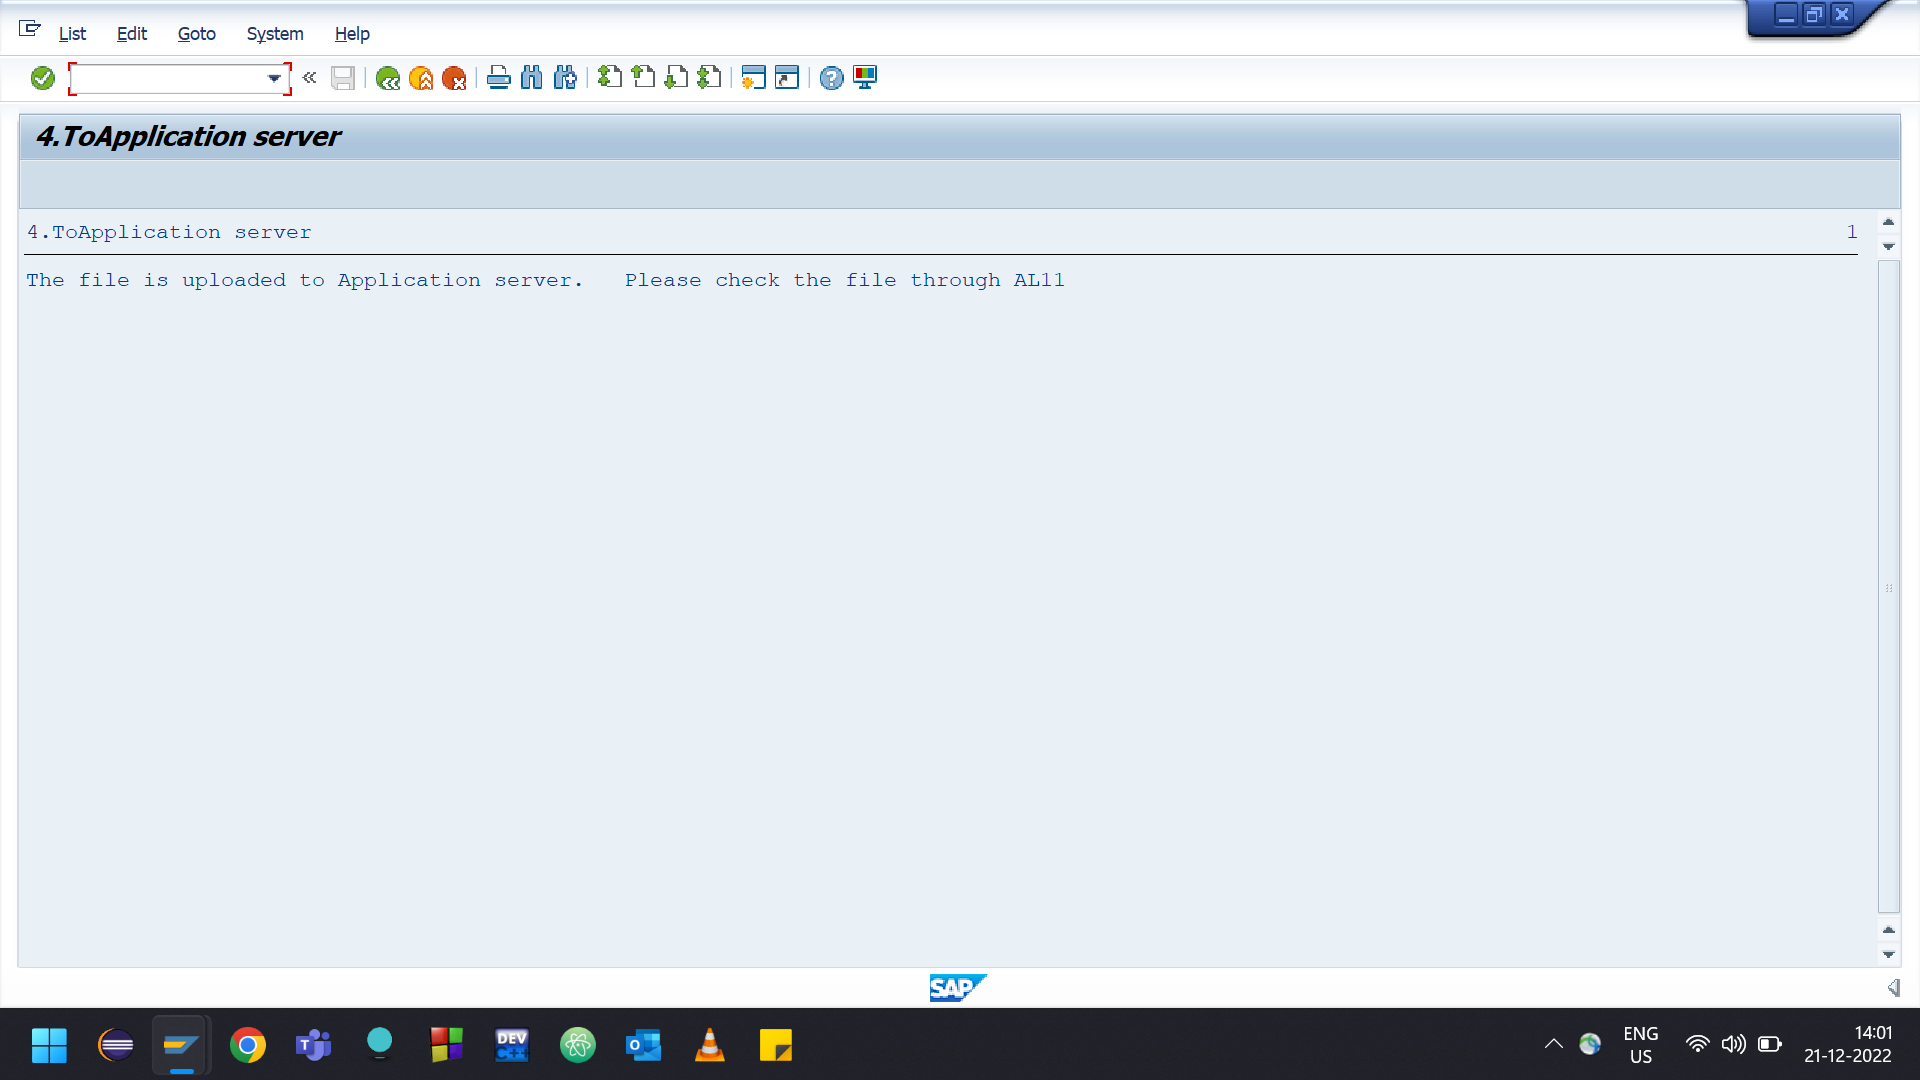 List Edit Goto System Help
4.ToApplication server
4.ToApplication server 1
The file is uploaded to Application server. Please check the file through AL11
SAP
T
DEV
C++
O
ENG
US
14:01
21-12-2022